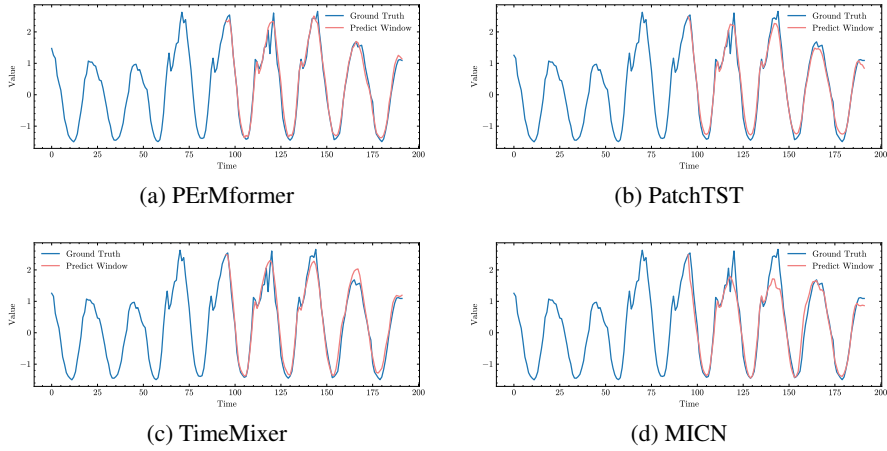 Ground Truth
Predict Window
2
1
0
−1
Value
0 25 50 75 100 125 150 175 200
Time
(a) PErMformer
Ground Truth
Predict Window
2
1
0
−1
Value
0 25 50 75 100 125 150 175 200
Time
(b) PatchTST
Ground Truth
Predict Window
2
1
0
−1
Value
0 25 50 75 100 125 150 175 200
Time
(c) TimeMixer
Ground Truth
Predict Window
2
1
0
−1
Value
0 25 50 75 100 125 150 175 200
Time
(d) MICN